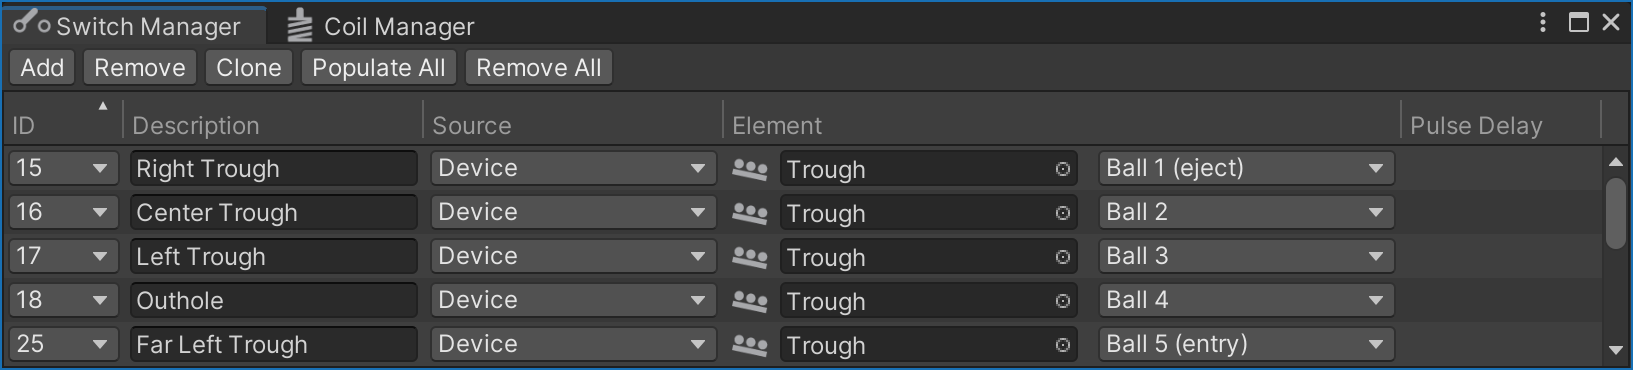 Switch Manager Coil Manager
Add Remove Clone Populate All Remove All
ID Description Source Element Pulse Delay
15 Right Trough Device Trough Ball 1 (eject)
16 Center Trough Device Trough Ball 2
17 Left Trough Device Trough Ball 3
18 Outhole Device Trough Ball 4
25 Far Left Trough Device Trough Ball 5 (entry)